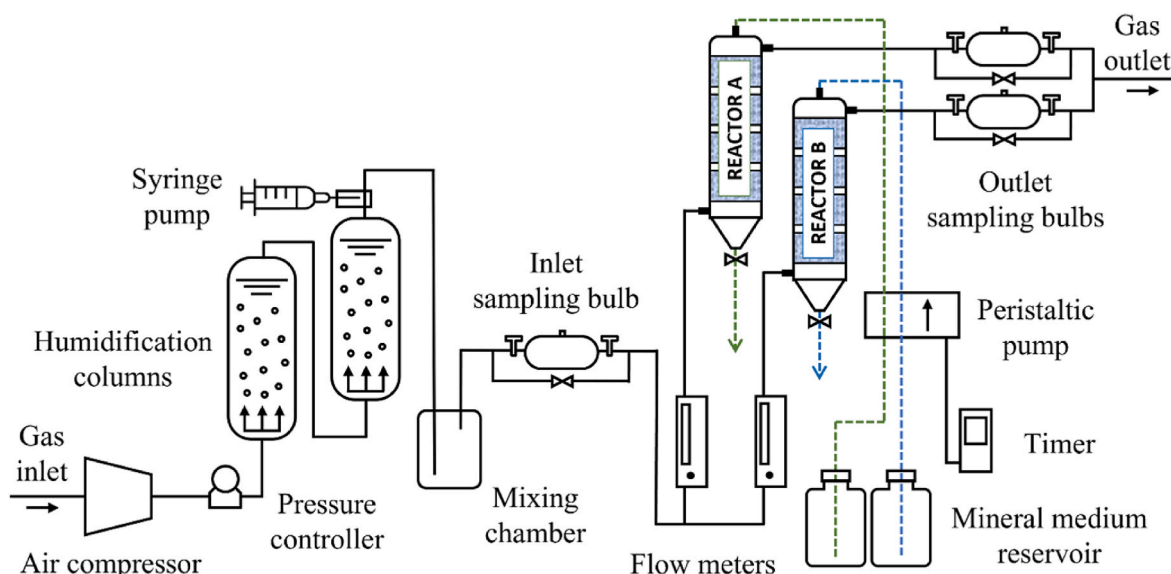 Gas
outlet
REACTOR A
REACTOR B
Syringe
pump
Outlet
sampling bulbs
Inlet
sampling bulb
Humidification
columns
Peristaltic
pump
Gas
inlet
Timer
Pressure
controller
Mixing
chamber
Mineral medium
reservoir
Air compressor
Flow meters